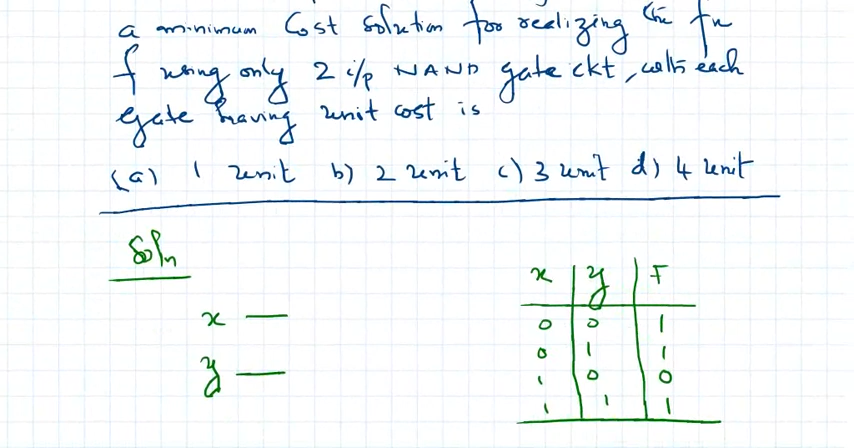 a minimum Cost Solution for realizing the fn
f using only 2 i/p NAND gate ckt, with each
gate having unit cost is
(a) 1 unit b) 2 unit c) 3 unit d) 4 unit
Soln
x y F
x
0 0 1
0 1 1
y
1 0 0
1 1 1